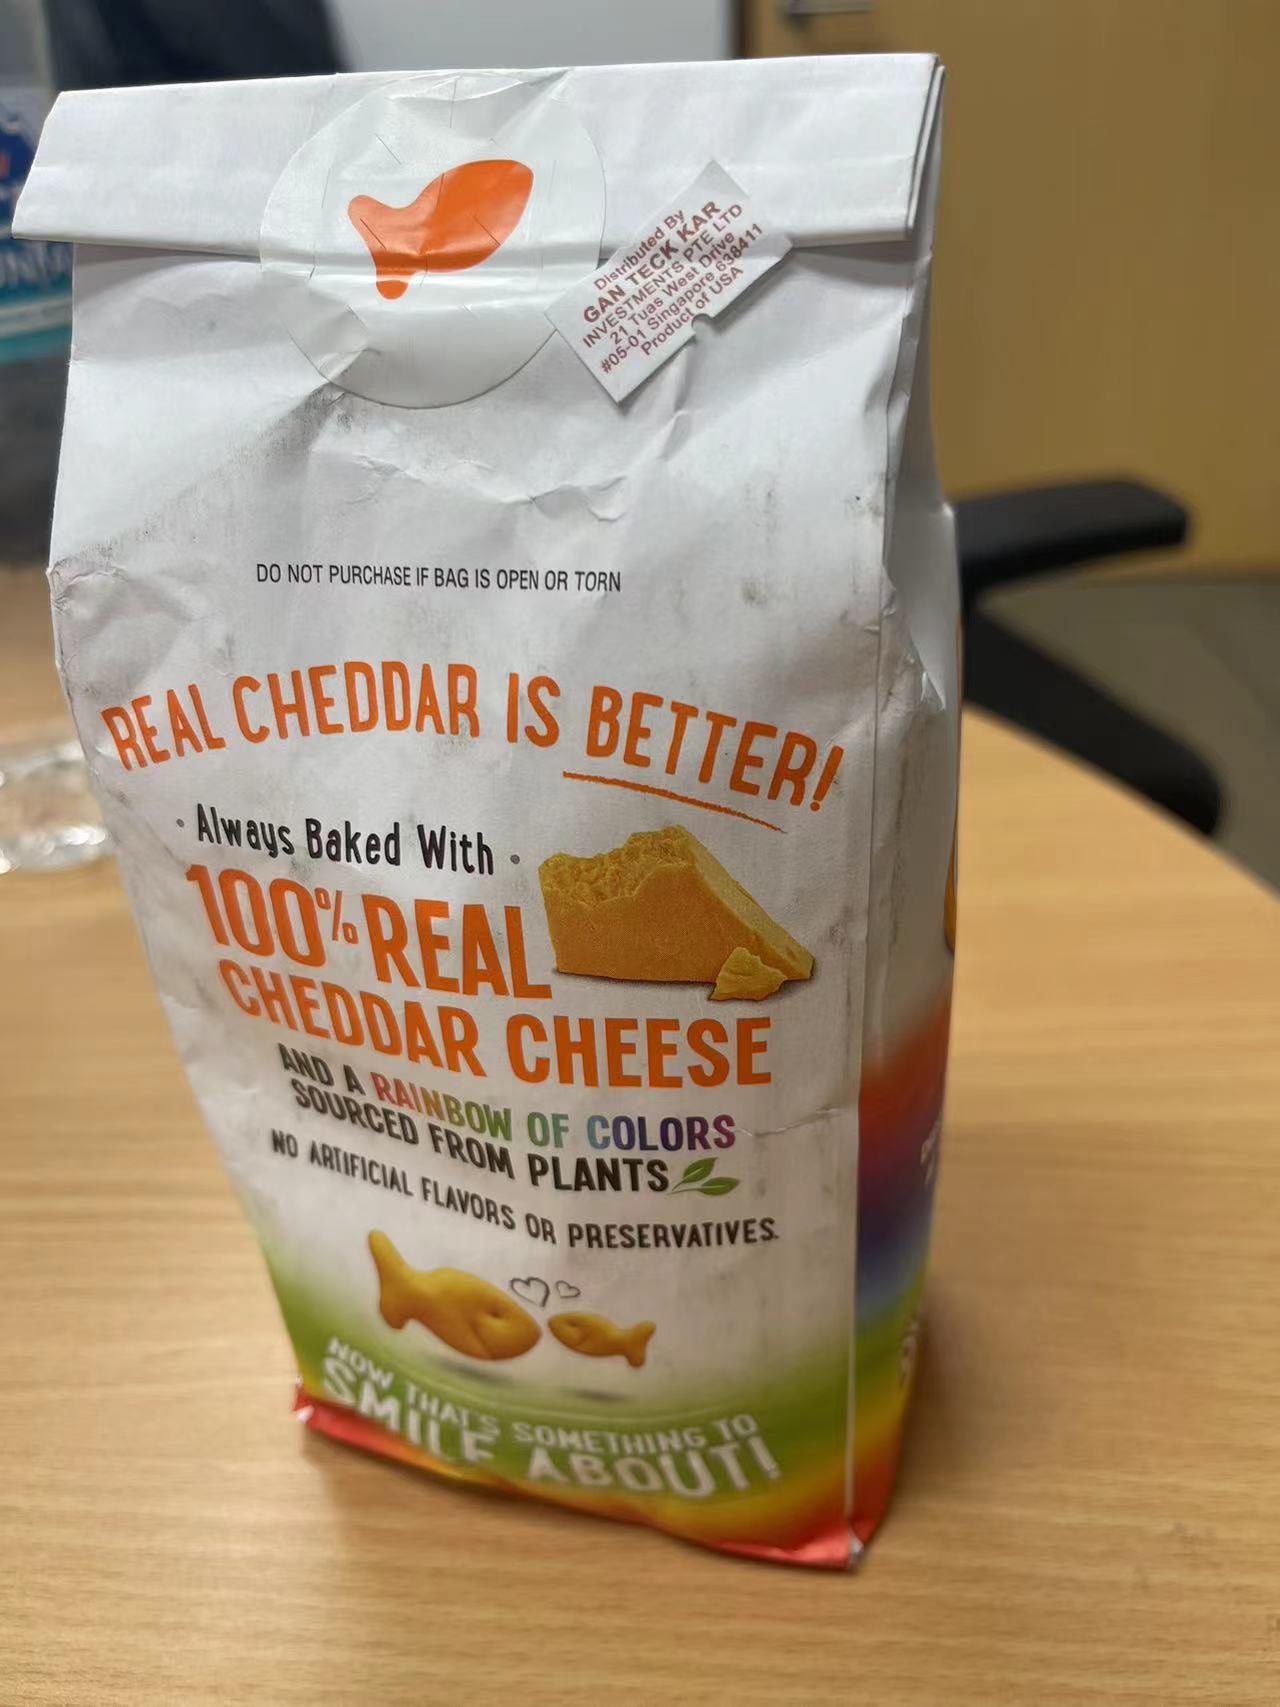 Distributed By
GAN TECK KAR
INVESTMENTS PTE LTD
21 Tuas West Drive
#05-01 Singapore 638411
Product of USA
DO NOT PURCHASE IF BAG IS OPEN OR TORN
REAL CHEDDAR IS BETTER!
• Always Baked With •
100% REAL
CHEDDAR CHEESE
AND A RAINBOW OF COLORS
SOURCED FROM PLANTS
NO ARTIFICIAL FLAVORS OR PRESERVATIVES.
NOW THAT'S SOMETHING TO
SMILE ABOUT!